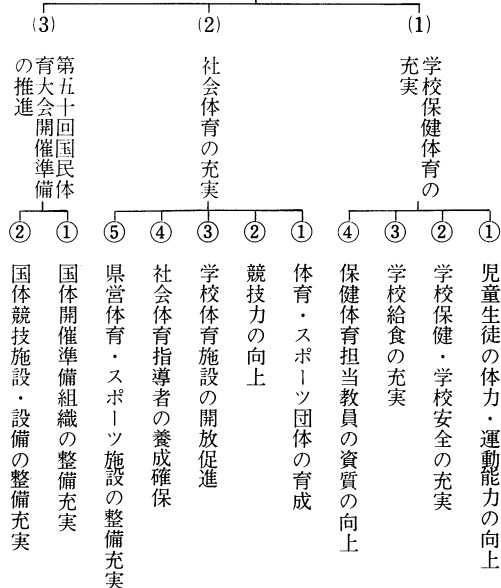 (1)
学校保健体育の
充実
①
児童生徒の体力・運動能力の向上
②
学校保健・学校安全の充実
③
学校給食の充実
④
保健体育担当教員の資質の向上
(2)
社会体育の充実
①
体育・スポーツ団体の育成
②
競技力の向上
③
学校体育施設の開放促進
④
社会体育指導者の養成確保
⑤
県営体育・スポーツ施設の整備充実
(3)
第五十回国民体
育大会開催準備
の推進
①
国体開催準備組織の整備充実
②
国体競技施設・設備の整備充実